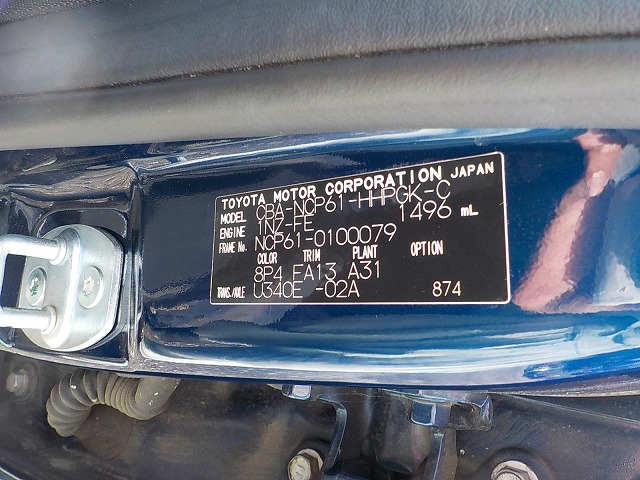 TOYOTA MOTOR CORPORATION JAPAN
MODEL CBA-NCP61-HHPGK-C
ENGINE 1NZ-FE 1496 mL
FRAME No. NCP61-0100079
COLOR TRIM PLANT OPTION
8P4 FA13 A31
TRANS./AXLE U340E -02A 874